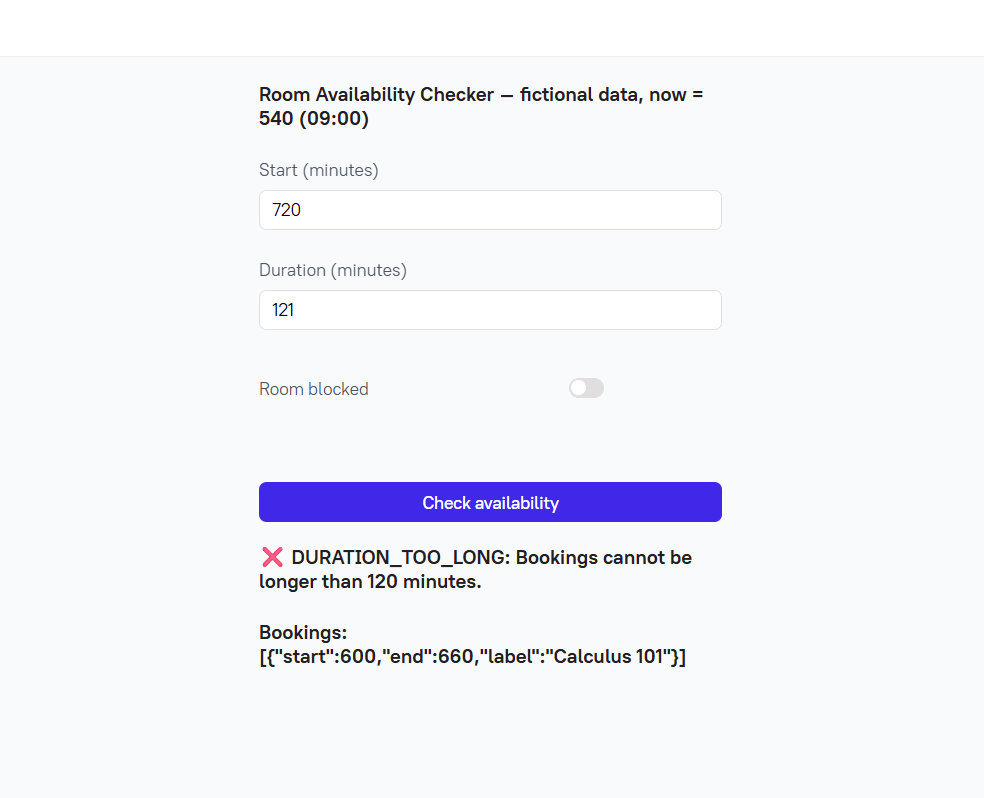 Room Availability Checker — fictional data, now =
540 (09:00)
Start (minutes)
720
Duration (minutes)
121
Room blocked
Check availability
❌ DURATION_TOO_LONG: Bookings cannot be
longer than 120 minutes.
Bookings:
[{"start":600,"end":660,"label":"Calculus 101"}]